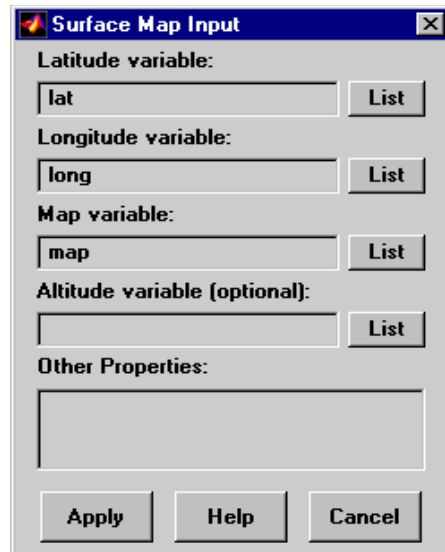 Surface Map Input
Latitude variable:
lat List
Longitude variable:
long List
Map variable:
map List
Altitude variable (optional):
List
Other Properties:
Apply Help Cancel